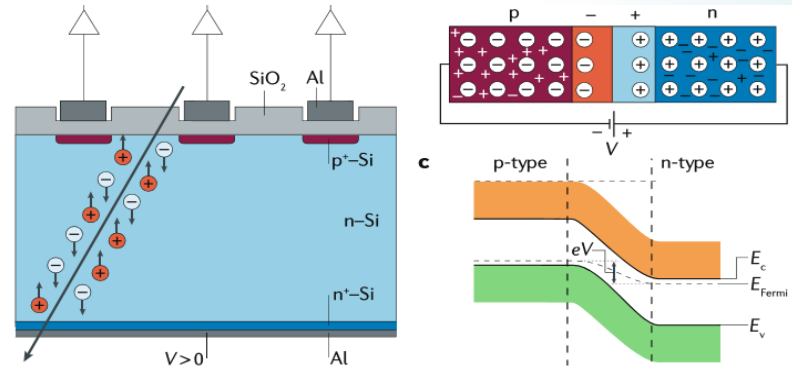 SiO₂
Al
p⁺–Si
n–Si
n⁺–Si
V>0
Al
p – + n
– +
V
c
p-type n-type
eV
E_c
E_Fermi
E_v